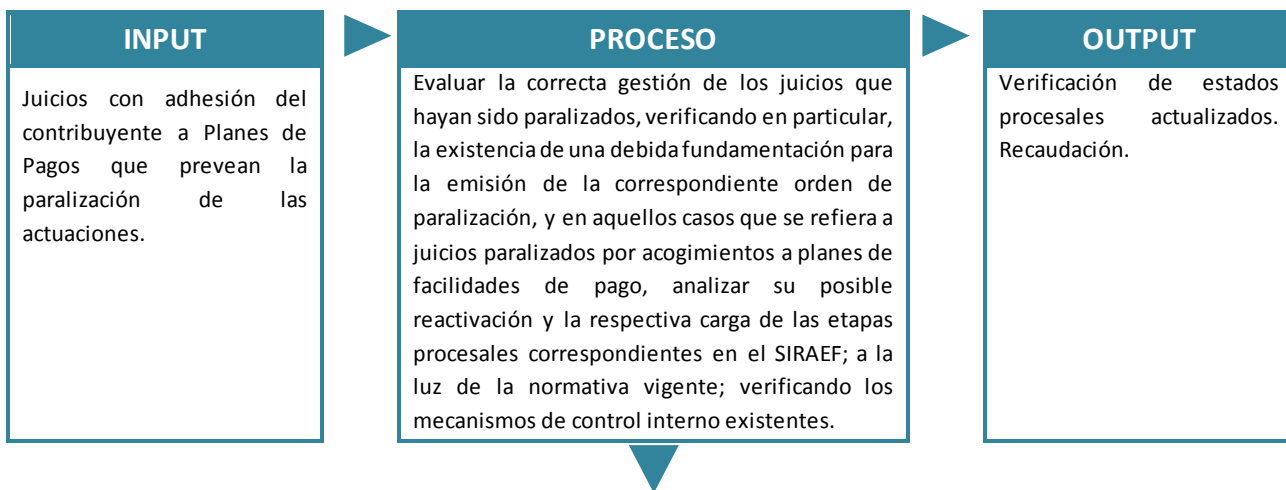 INPUT
Juicios con adhesión del
contribuyente a Planes de
Pagos que prevean la
paralización de las
actuaciones.
PROCESO
Evaluar la correcta gestión de los juicios que
hayan sido paralizados, verificando en particular,
la existencia de una debida fundamentación para
la emisión de la correspondiente orden de
paralización, y en aquellos casos que se refiera a
juicios paralizados por acogimientos a planes de
facilidades de pago, analizar su posible
reactivación y la respectiva carga de las etapas
procesales correspondientes en el SIRAEF; a la
luz de la normativa vigente; verificando los
mecanismos de control interno existentes.
OUTPUT
Verificación de estados
procesales actualizados.
Recaudación.